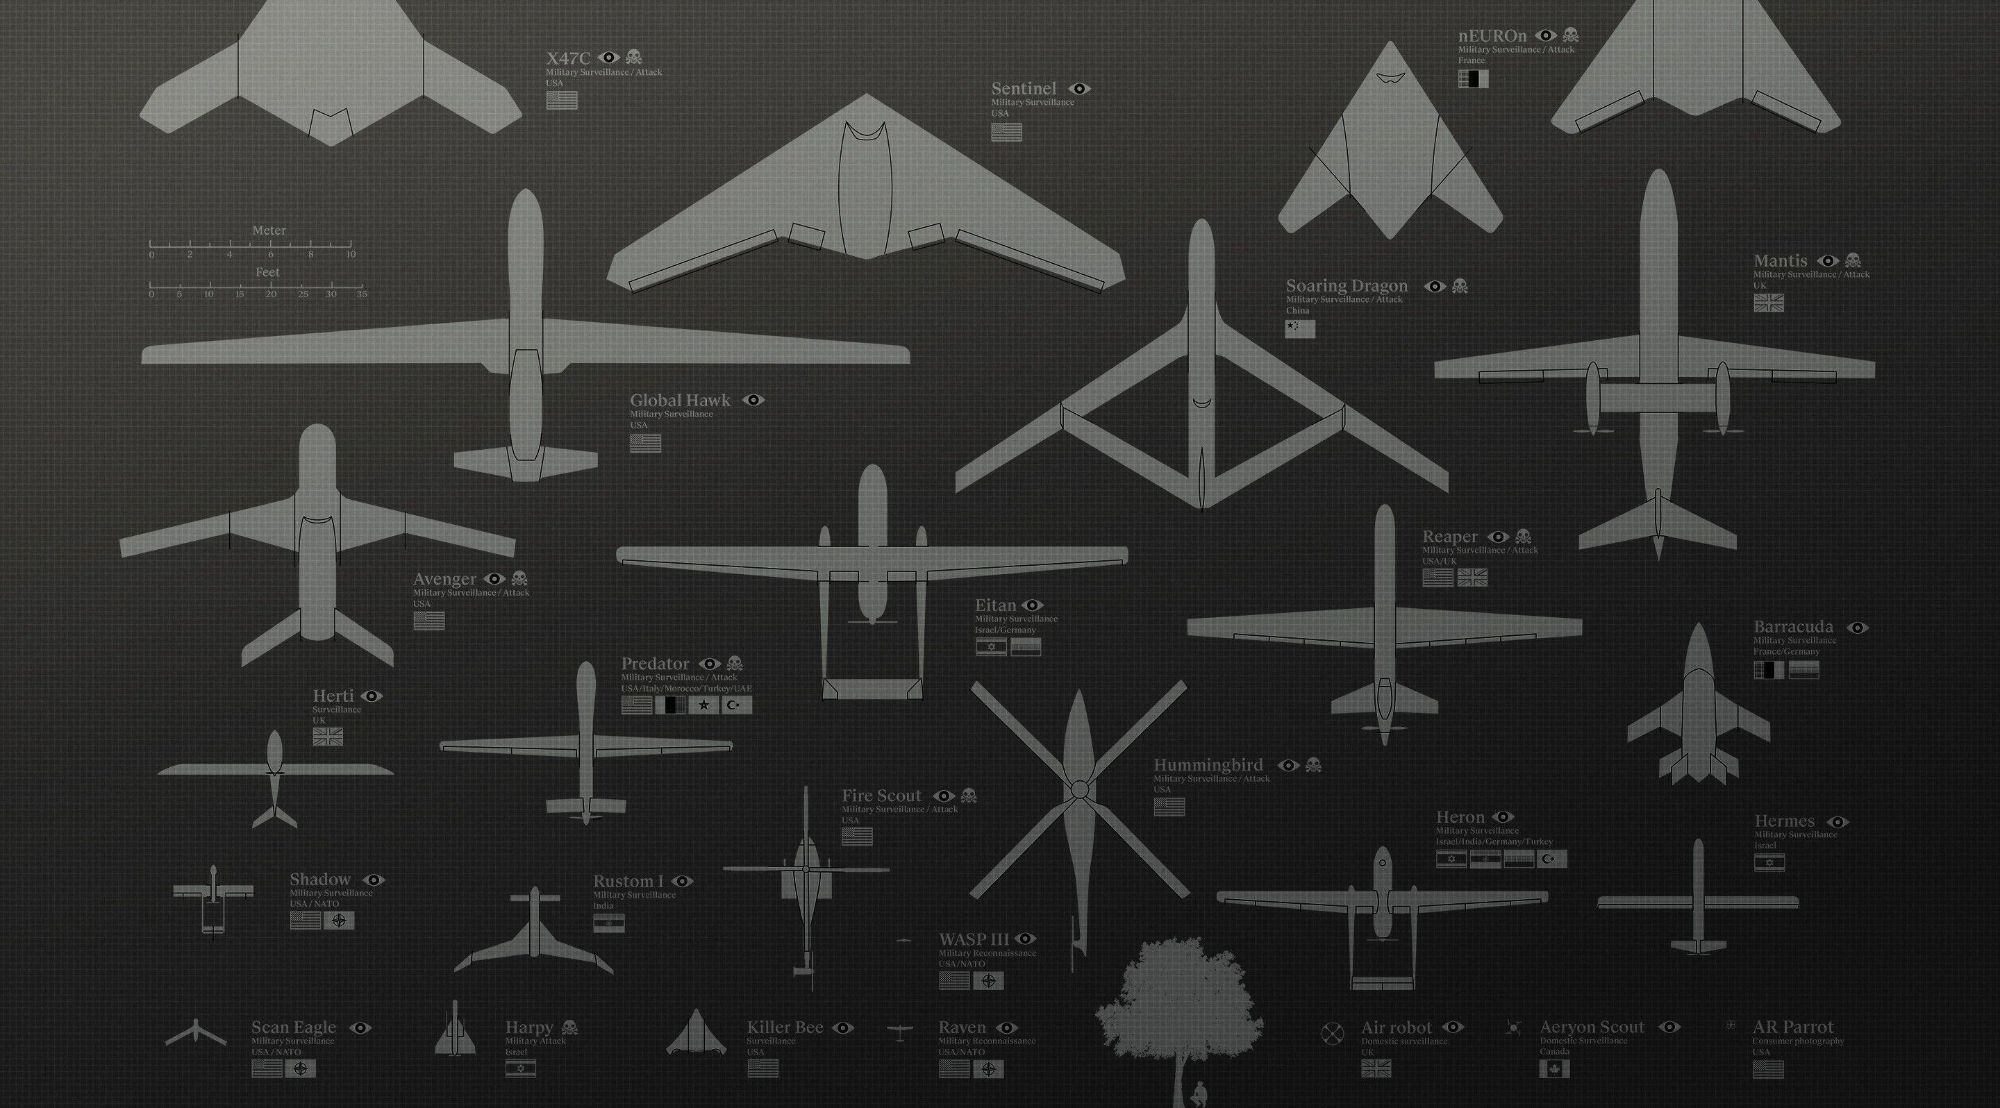 X47C
Military Surveillance / Attack
USA
Sentinel
Military Surveillance
USA
nEUROn
Military Surveillance / Attack
France
Meter
0 2 4 6 8 10
Feet
0 5 10 15 20 25 30 35
Soaring Dragon
Military Surveillance / Attack
China
Mantis
Military Surveillance / Attack
UK
Global Hawk
Military Surveillance
USA
Avenger
Military Surveillance / Attack
USA
Eitan
Military Surveillance
Israel/Germany
Reaper
Military Surveillance / Attack
USA/UK
Barracuda
Military Surveillance
France/Germany
Herti
Surveillance
UK
Predator
Military Surveillance / Attack
USA/Italy/Morocco/Turkey/UAE
Fire Scout
Military Surveillance / Attack
USA
Hummingbird
Military Surveillance / Attack
USA
Heron
Military Surveillance
Israel/India/Germany/Turkey
Hermes
Military Surveillance
Israel
Shadow
Military Surveillance
USA / NATO
Rustom I
Military Surveillance
India
WASP III
Military Reconnaissance
USA/NATO
Scan Eagle
Military Surveillance
USA / NATO
Harpy
Military Attack
Israel
Killer Bee
Surveillance
USA
Raven
Military Reconnaissance
USA/NATO
Air robot
Domestic surveillance
UK
Aeryon Scout
Domestic Surveillance
Canada
AR Parrot
Consumer photography
USA